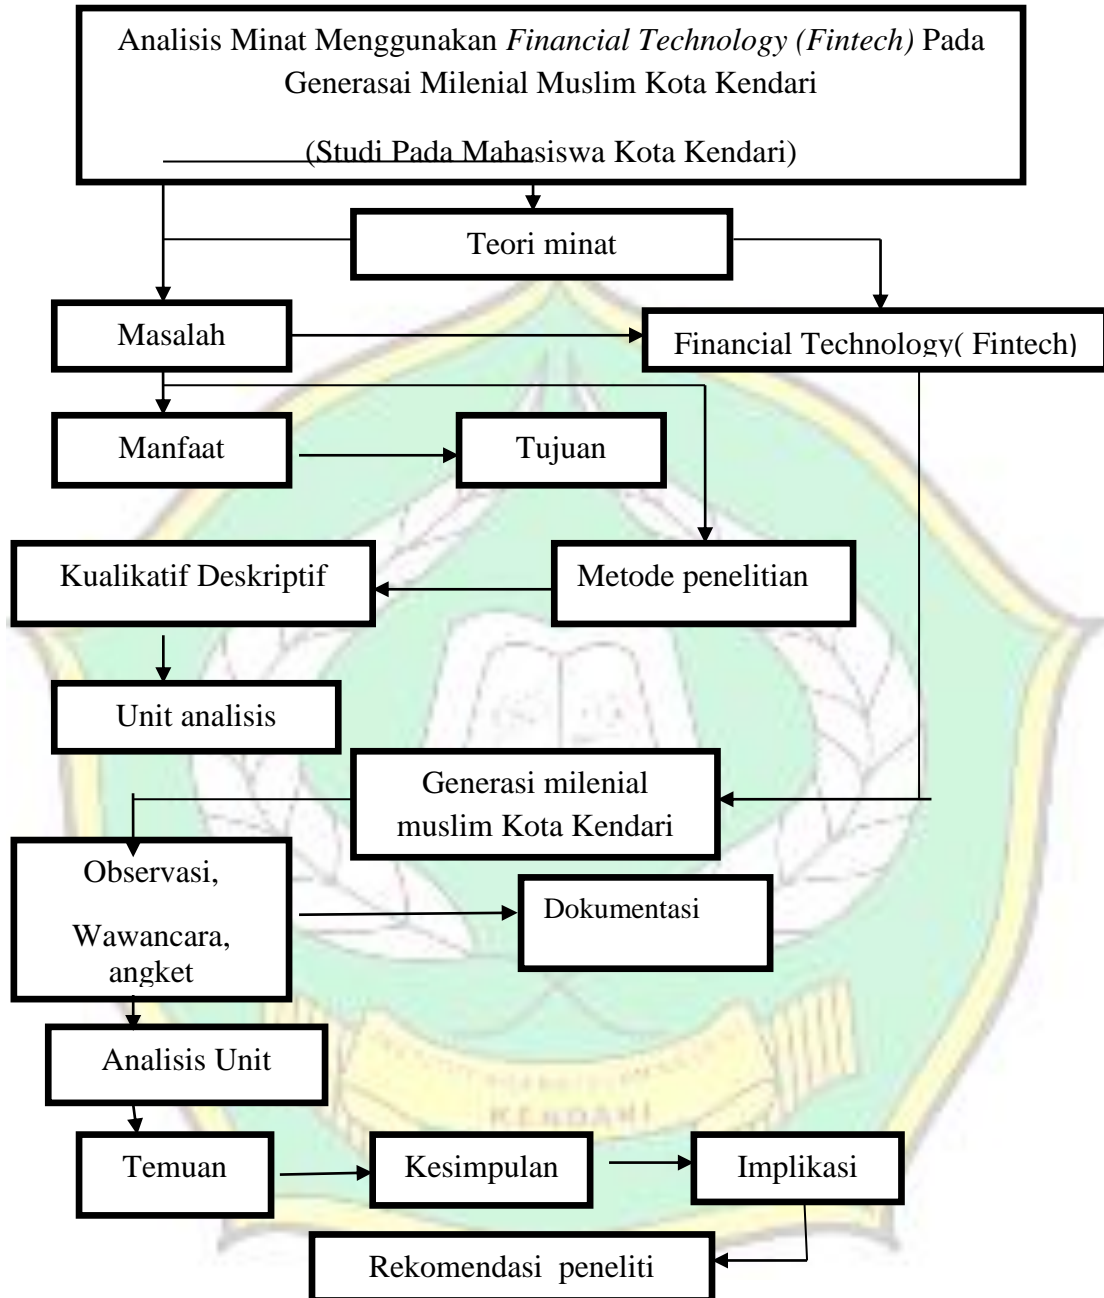 Analisis Minat Menggunakan Financial Technology (Fintech) Pada
Generasai Milenial Muslim Kota Kendari
(Studi Pada Mahasiswa Kota Kendari)
Teori minat
Masalah
Financial Technology( Fintech)
Manfaat
Tujuan
Kualikatif Deskriptif
Metode penelitian
Unit analisis
Generasi milenial
muslim Kota Kendari
Observasi,
Wawancara,
angket
Dokumentasi
Analisis Unit
Temuan
Kesimpulan
Implikasi
Rekomendasi peneliti
KENDARI